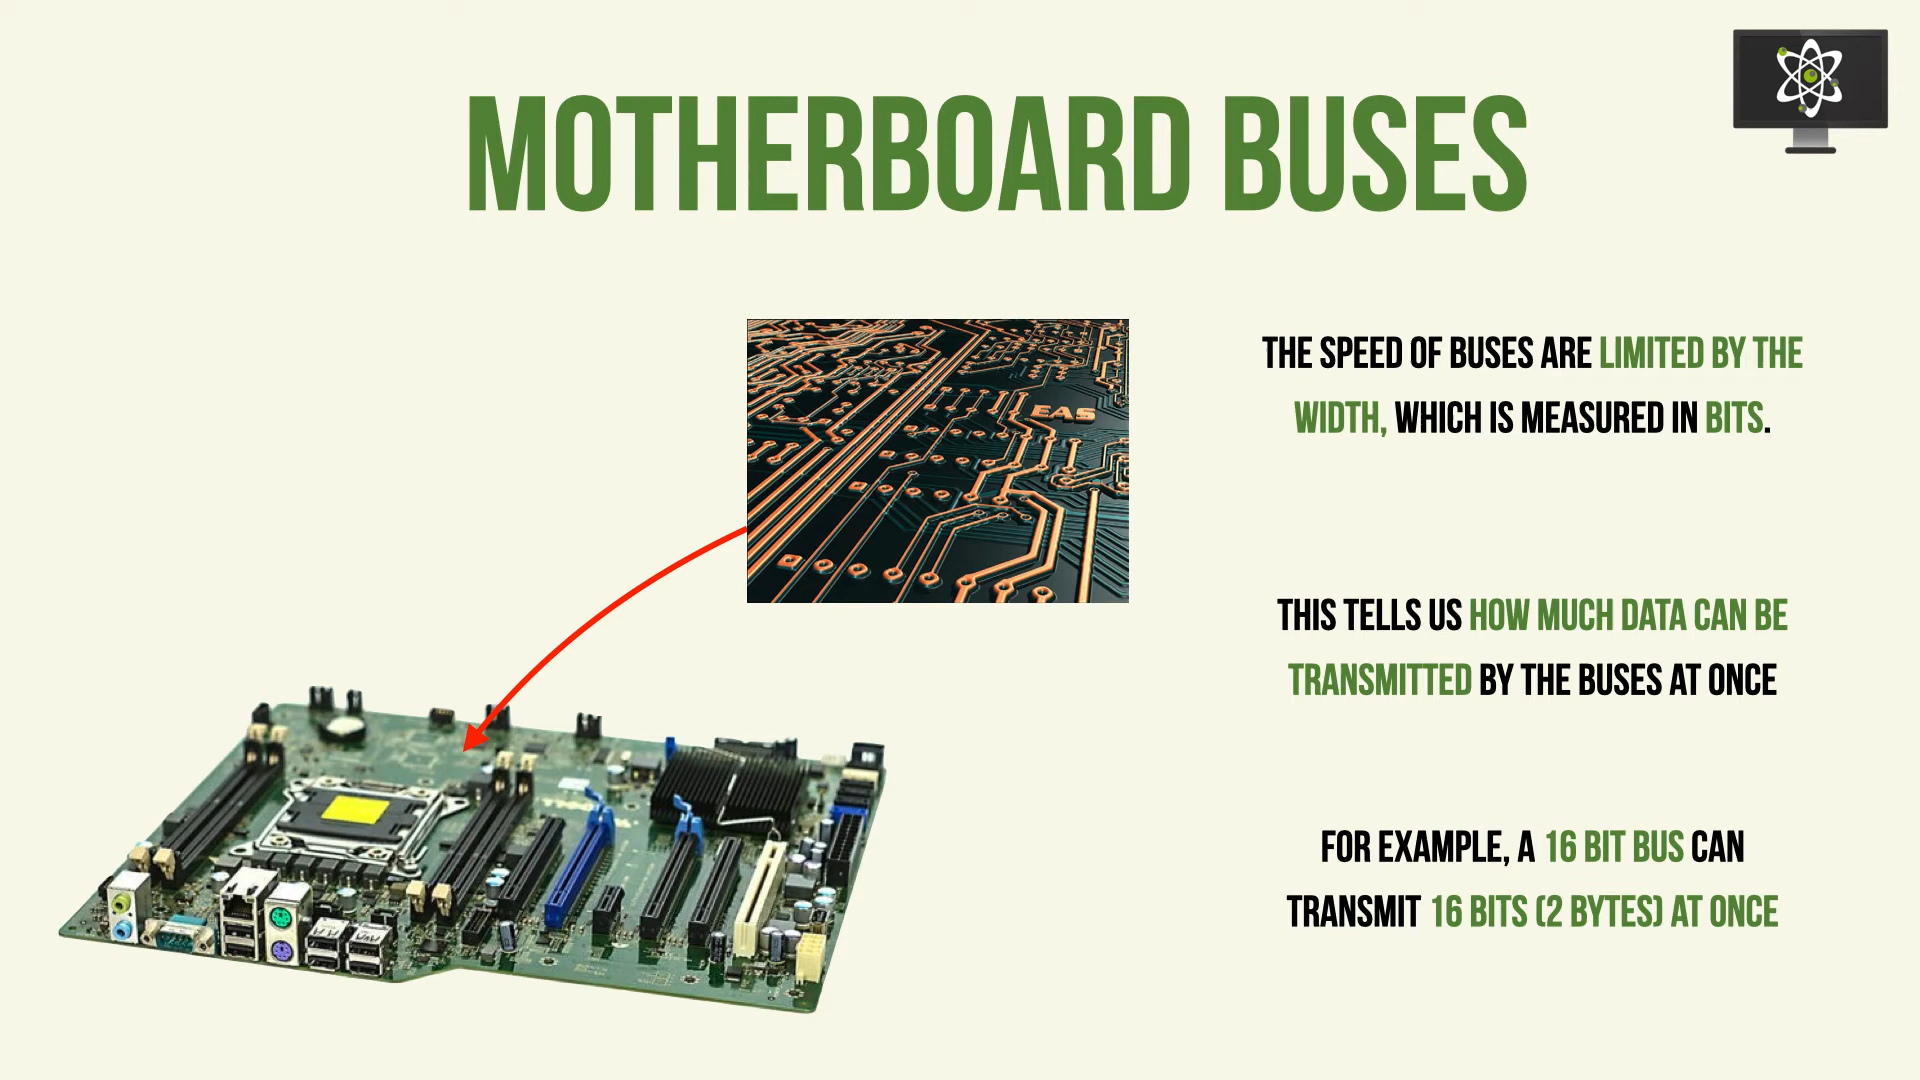 MOTHERBOARD BUSES
EAS
THE SPEED OF BUSES ARE LIMITED BY THE
WIDTH, WHICH IS MEASURED IN BITS.
THIS TELLS US HOW MUCH DATA CAN BE
TRANSMITTED BY THE BUSES AT ONCE
FOR EXAMPLE, A 16 BIT BUS CAN
TRANSMIT 16 BITS (2 BYTES) AT ONCE